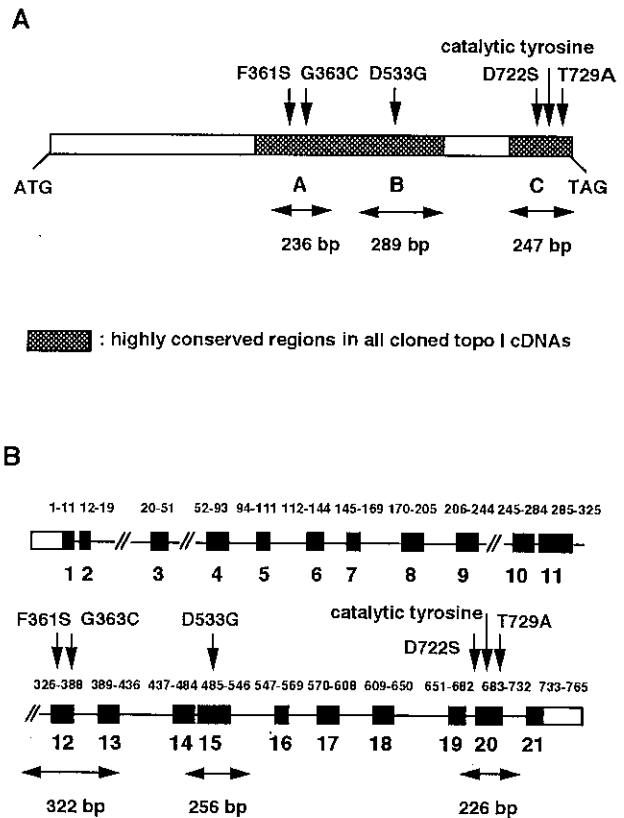 A
catalytic tyrosine
F361S G363C D533G D722S T729A
ATG A B C TAG
236 bp 289 bp 247 bp
: highly conserved regions in all cloned topo I cDNAs
B
1-11 12-19 20-51 52-93 94-111 112-144 145-169 170-205 206-244 245-284 285-325
1 2 3 4 5 6 7 8 9 10 11
catalytic tyrosine
F361S G363C D533G T729A
D722S
326-388 389-436 437-484 485-546 547-569 570-608 609-650 651-682 683-732 733-765
12 13 14 15 16 17 18 19 20 21
322 bp 256 bp 226 bp